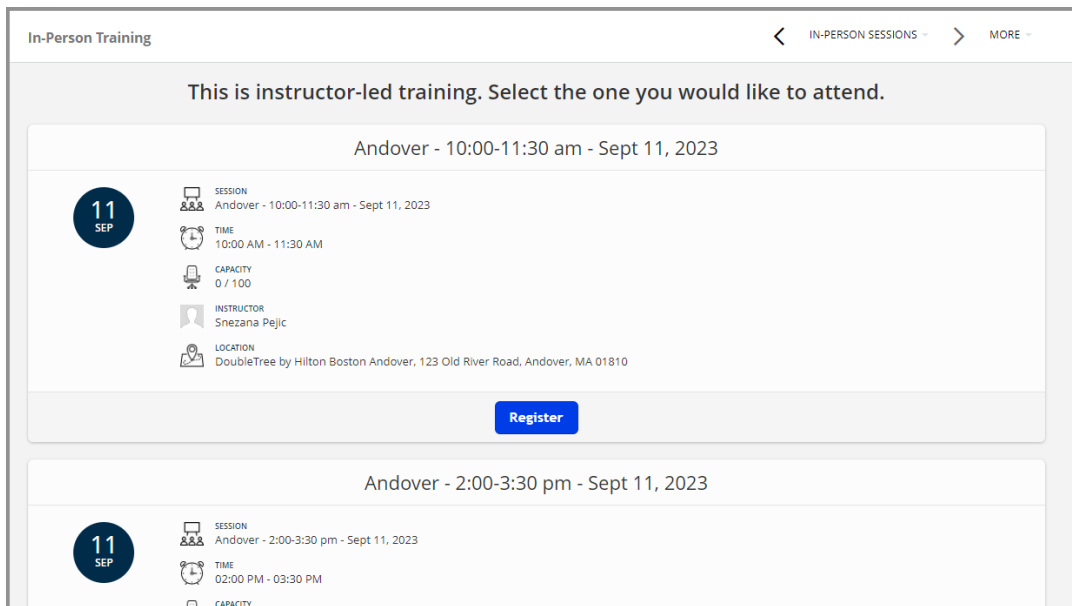 In-Person Training
IN-PERSON SESSIONS
MORE
This is instructor-led training. Select the one you would like to attend.
Andover - 10:00-11:30 am - Sept 11, 2023
11
SEP
SESSION
Andover - 10:00-11:30 am - Sept 11, 2023
TIME
10:00 AM - 11:30 AM
CAPACITY
0 / 100
INSTRUCTOR
Snezana Pejic
LOCATION
DoubleTree by Hilton Boston Andover, 123 Old River Road, Andover, MA 01810
Register
Andover - 2:00-3:30 pm - Sept 11, 2023
11
SEP
SESSION
Andover - 2:00-3:30 pm - Sept 11, 2023
TIME
02:00 PM - 03:30 PM
CAPACITY